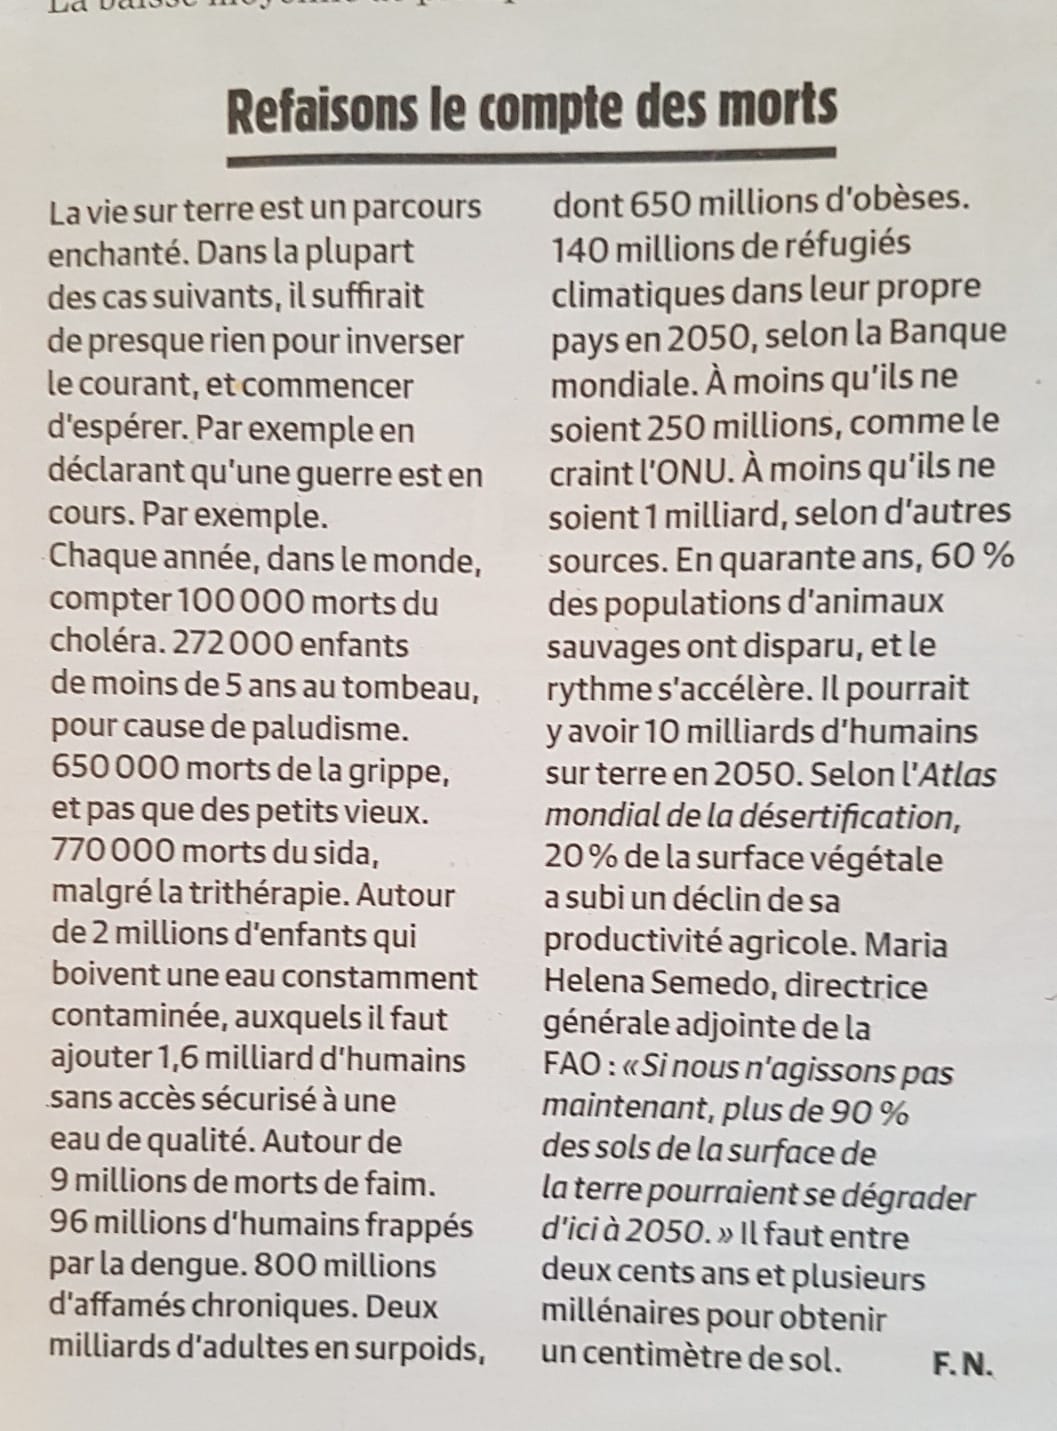 Refaisons le compte des morts
La vie sur terre est un parcours
enchanté. Dans la plupart
des cas suivants, il suffirait
de presque rien pour inverser
le courant, et commencer
d'espérer. Par exemple en
déclarant qu'une guerre est en
cours. Par exemple.
Chaque année, dans le monde,
compter 100 000 morts du
choléra. 272 000 enfants
de moins de 5 ans au tombeau,
pour cause de paludisme.
650 000 morts de la grippe,
et pas que des petits vieux.
770 000 morts du sida,
malgré la trithérapie. Autour
de 2 millions d'enfants qui
boivent une eau constamment
contaminée, auxquels il faut
ajouter 1,6 milliard d'humains
sans accès sécurisé à une
eau de qualité. Autour de
9 millions de morts de faim.
96 millions d'humains frappés
par la dengue. 800 millions
d'affamés chroniques. Deux
milliards d'adultes en surpoids,
dont 650 millions d'obèses.
140 millions de réfugiés
climatiques dans leur propre
pays en 2050, selon la Banque
mondiale. À moins qu'ils ne
soient 250 millions, comme le
craint l'ONU. À moins qu'ils ne
soient 1 milliard, selon d'autres
sources. En quarante ans, 60 %
des populations d'animaux
sauvages ont disparu, et le
rythme s'accélère. Il pourrait
y avoir 10 milliards d'humains
sur terre en 2050. Selon l'Atlas
mondial de la désertification,
20 % de la surface végétale
a subi un déclin de sa
productivité agricole. Maria
Helena Semedo, directrice
générale adjointe de la
FAO : « Si nous n'agissons pas
maintenant, plus de 90 %
des sols de la surface de
la terre pourraient se dégrader
d'ici à 2050. » Il faut entre
deux cents ans et plusieurs
millénaires pour obtenir
un centimètre de sol. F. N.